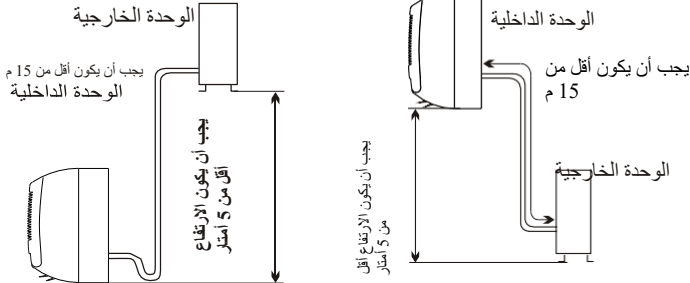 الوحدة الداخلية
يجب أن يكون أقل من
15 م
الوحدة الخارجية
يجب أن يكون الارتفاع أقل
من 5 أمتار
الوحدة الخارجية
يجب أن يكون أقل من 15 م
الوحدة الداخلية
يجب أن يكون الارتفاع
أقل من 5 أمتار